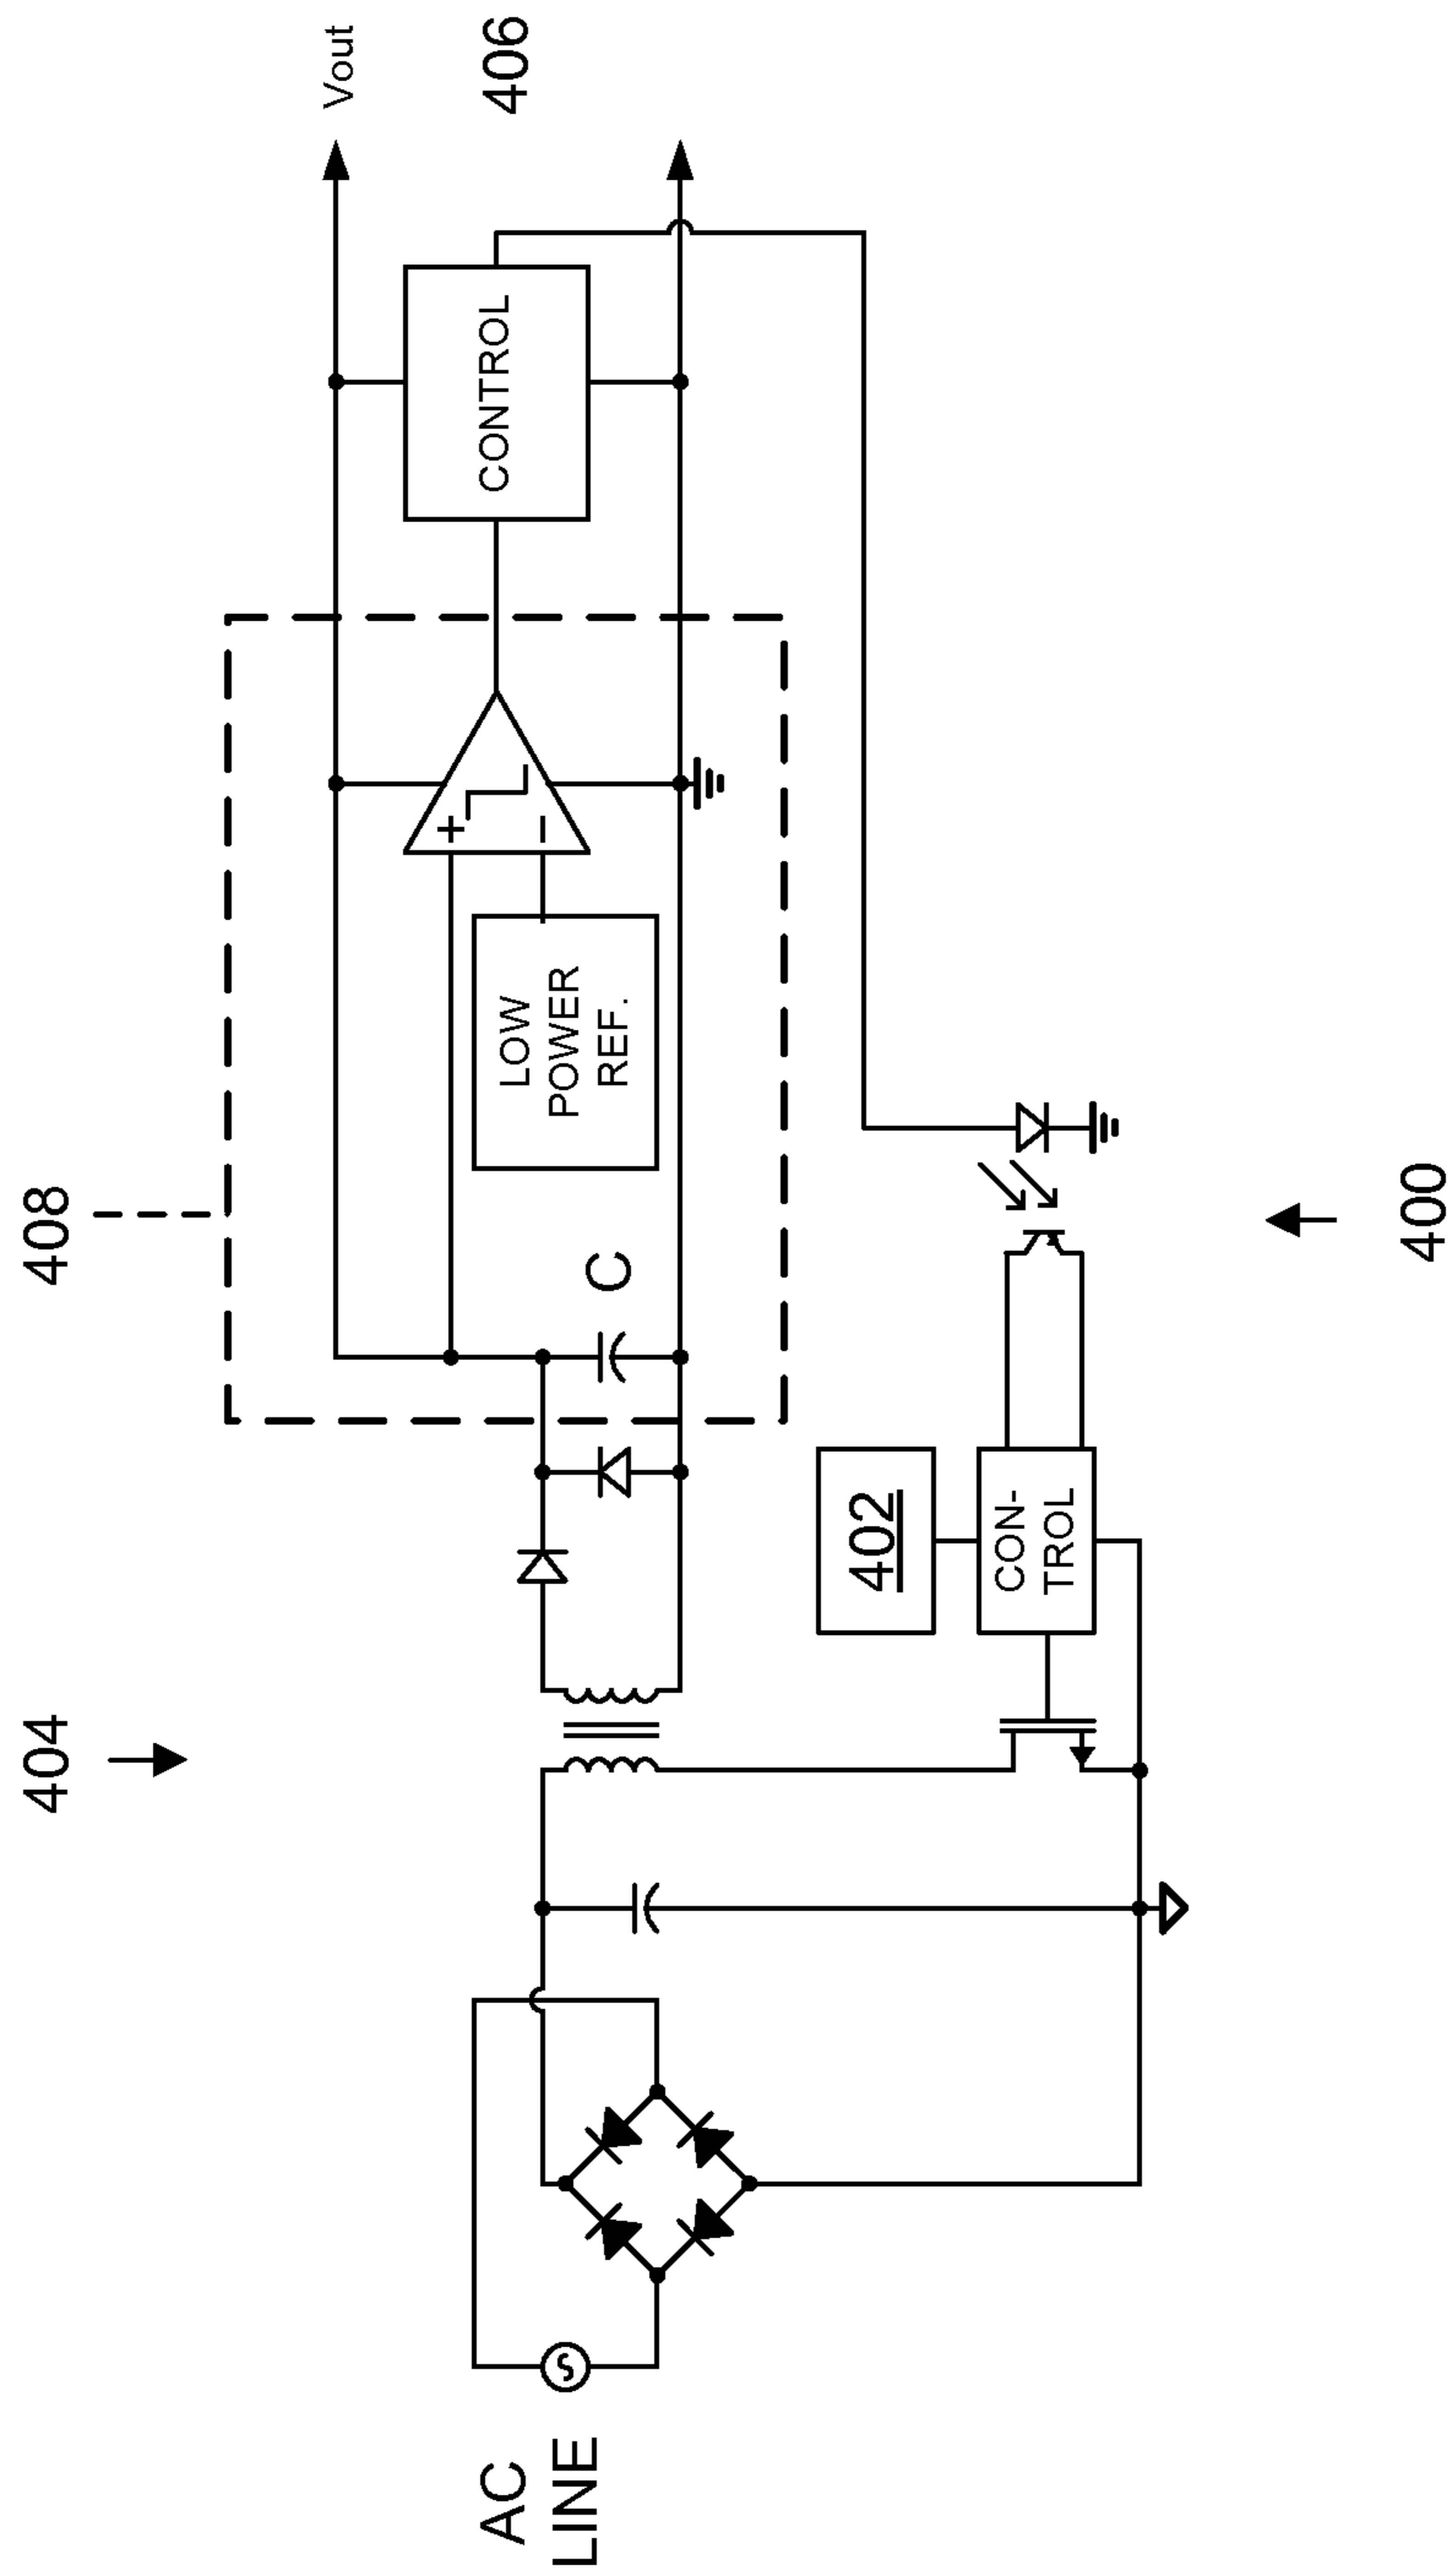 408
404
Vout
406
CONTROL
+
−
LOW
POWER
REF.
C
AC
LINE
402
CON-
TROL
400